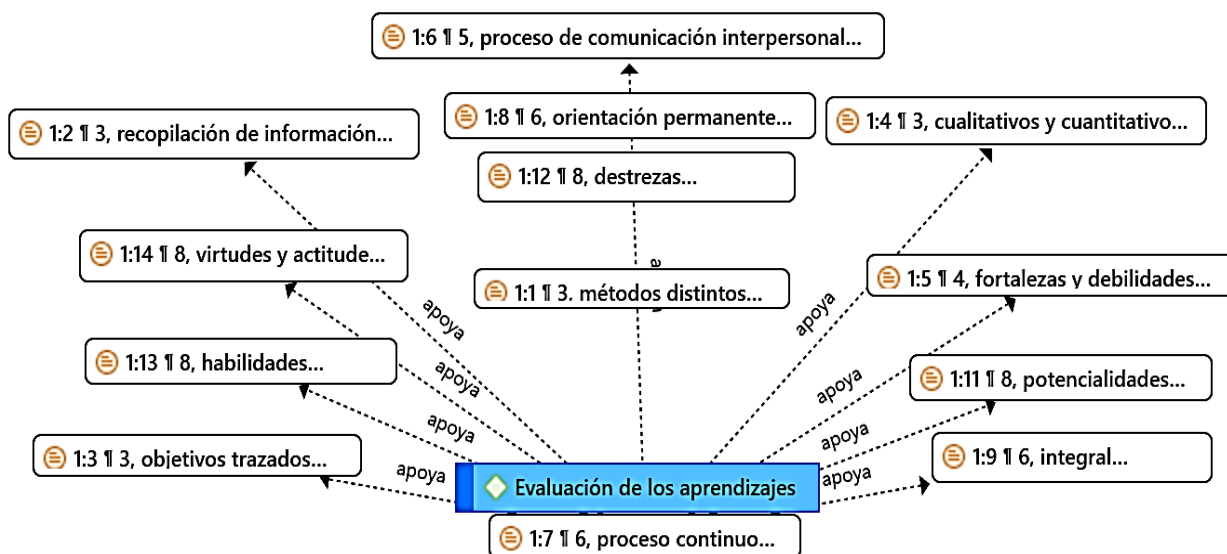 1:6 ¶ 5, proceso de comunicación interpersonal...
1:8 ¶ 6, orientación permanente...
1:4 ¶ 3, cualitativos y cuantitativo...
1:2 ¶ 3, recopilación de información...
1:12 ¶ 8, destrezas...
1:14 ¶ 8, virtudes y actitude...
1:5 ¶ 4, fortalezas y debilidades...
1:1 ¶ 3. métodos distintos...
apoya
apoya
1:13 ¶ 8, habilidades...
apoya
apoya
1:11 ¶ 8, potencialidades...
apoya
apoya
1:3 ¶ 3, objetivos trazados...
1:9 ¶ 6, integral...
apoya
apoya
Evaluación de los aprendizajes
1:7 ¶ 6, proceso continuo...